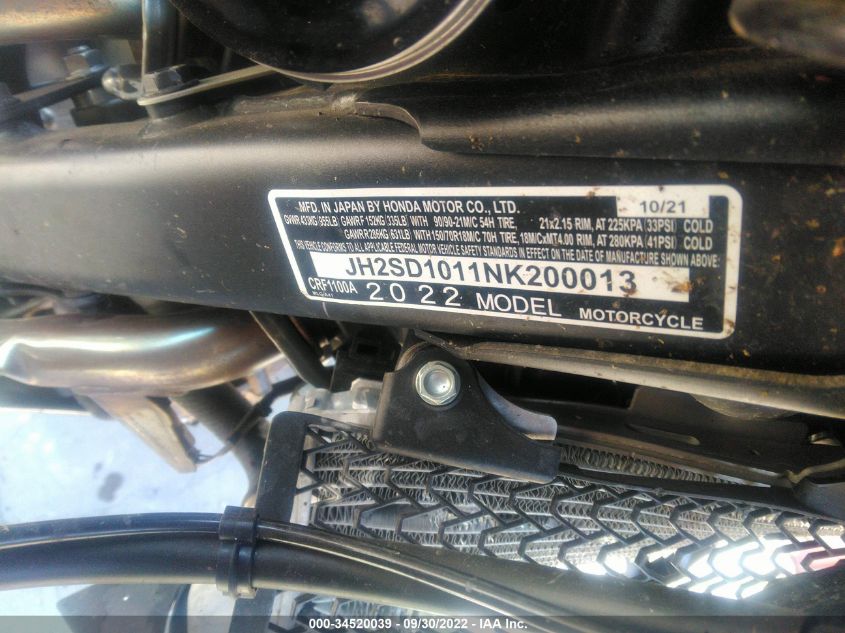 MFD. IN JAPAN BY HONDA MOTOR CO., LTD. 10/21
GVWR 433KG (955LB) GAWR F 152KG (335LB) WITH 90/90-21M/C 54H TIRE, 21x2.15 RIM, AT 225KPA (33PSI) COLD
GAWR R 286KG (631LB) WITH 150/70R18M/C 70H TIRE, 18M/CxMT4.00 RIM, AT 280KPA (41PSI) COLD
THIS VEHICLE CONFORMS TO ALL APPLICABLE FEDERAL MOTOR VEHICLE SAFETY STANDARDS IN EFFECT ON THE DATE OF MANUFACTURE SHOWN ABOVE.
JH2SD1011NK200013
CRF1100A 2022 MODEL MOTORCYCLE
000-34520039 - 09/30/2022 - IAA Inc.